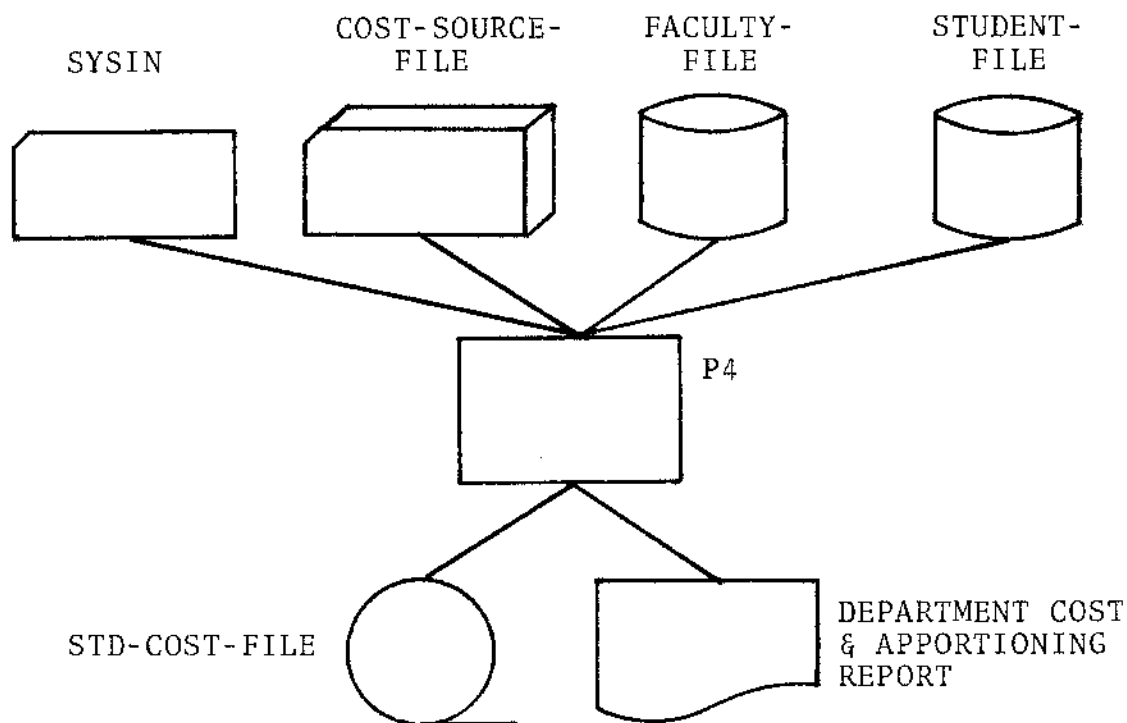 SYSIN
COST-SOURCE-
FILE
FACULTY-
FILE
STUDENT-
FILE
P4
STD-COST-FILE
DEPARTMENT COST
& APPORTIONING
REPORT